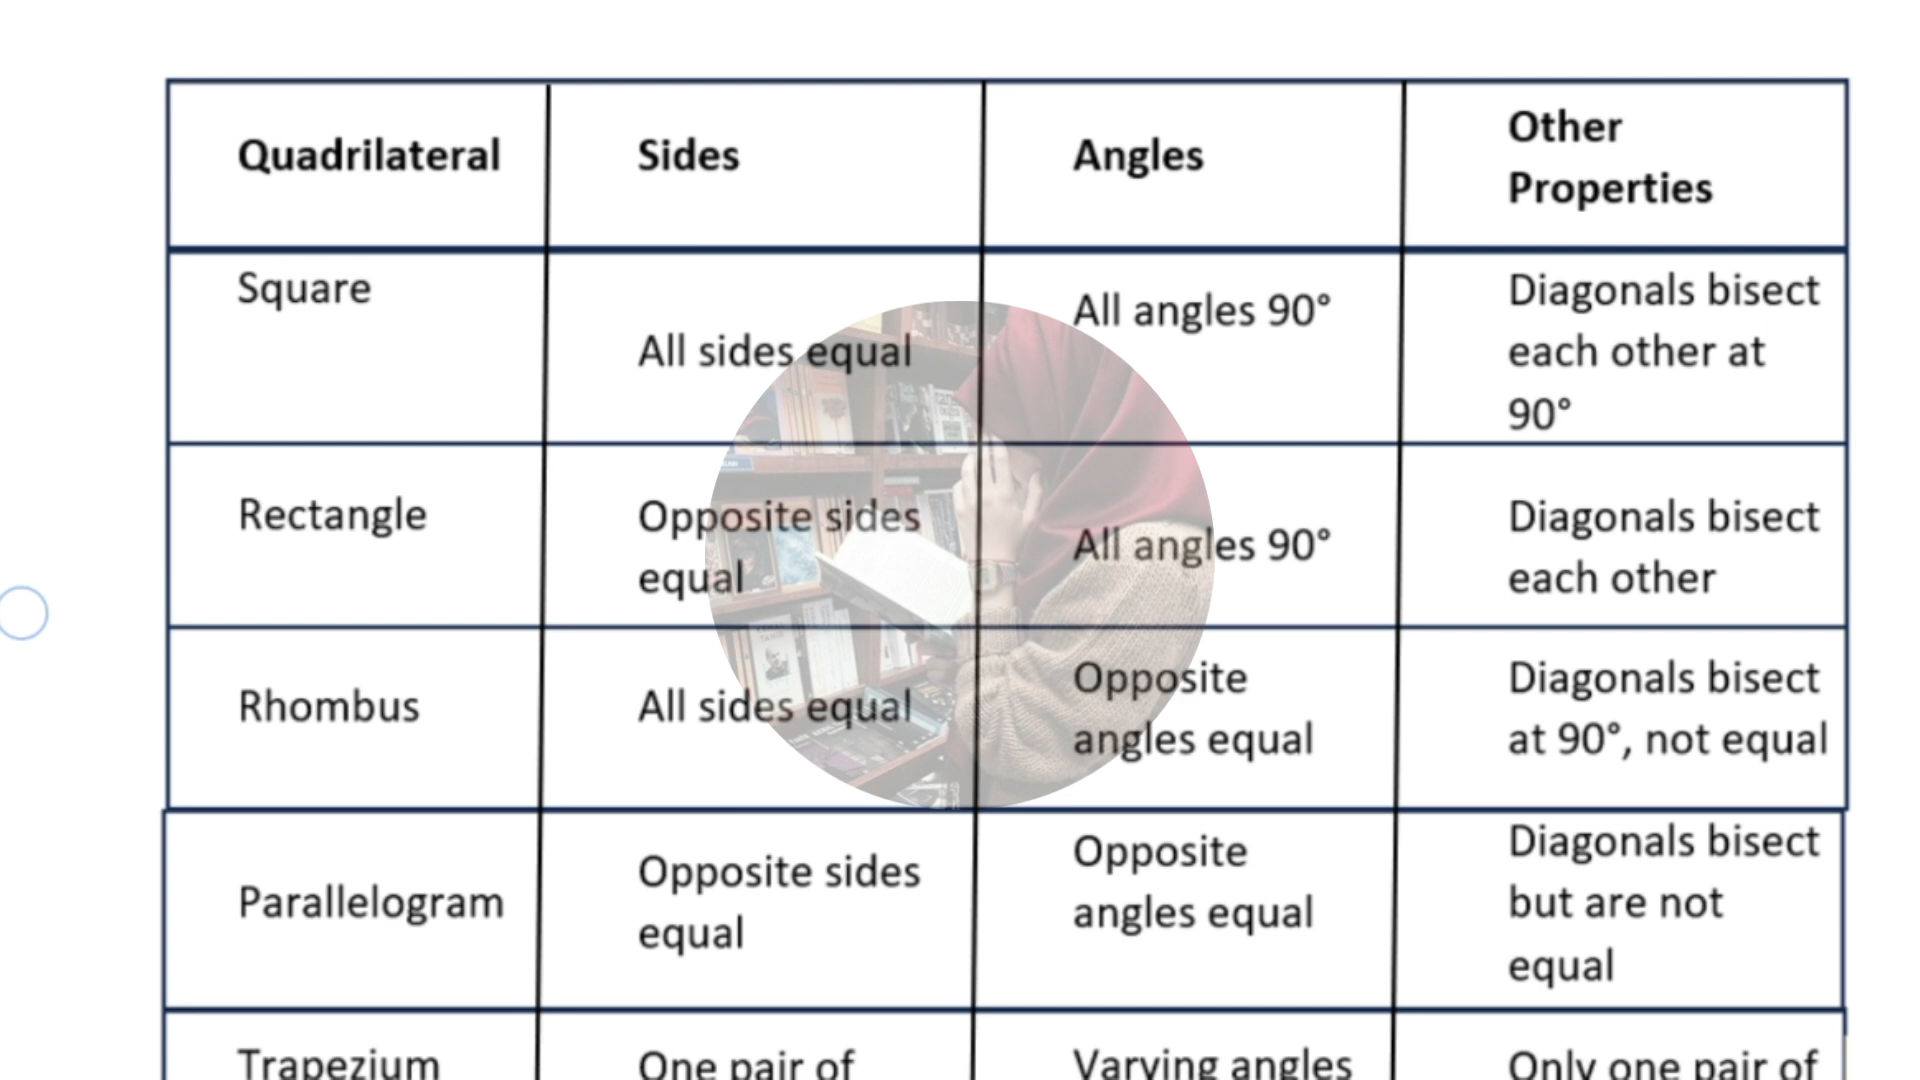 Quadrilateral
Sides
Angles
Other
Properties
Square
All sides equal
All angles 90°
Diagonals bisect
each other at
90°
Rectangle
Opposite sides
equal
All angles 90°
Diagonals bisect
each other
Rhombus
All sides equal
Opposite
angles equal
Diagonals bisect
at 90°, not equal
Parallelogram
Opposite sides
equal
Opposite
angles equal
Diagonals bisect
but are not
equal
Trapezium
One pair of
Varying angles
Only one pair of